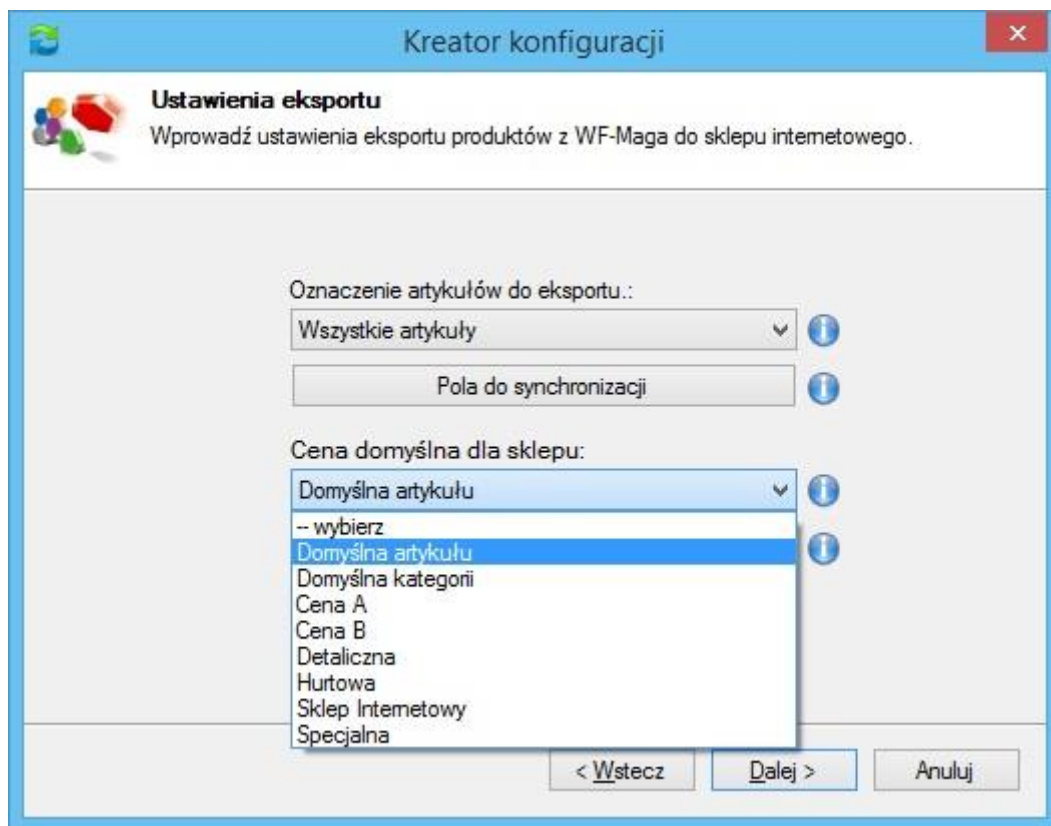 Kreator konfiguracji
Ustawienia eksportu
Wprowadź ustawienia eksportu produktów z WF-Maga do sklepu internetowego.
Oznaczenie artykułów do eksportu.:
Wszystkie artykuły
Pola do synchronizacji
Cena domyślna dla sklepu:
Domyślna artykułu
-- wybierz
Domyślna artykułu
Domyślna kategorii
Cena A
Cena B
Detaliczna
Hurtowa
Sklep Internetowy
Specjalna
< Wstecz
Dalej >
Anuluj